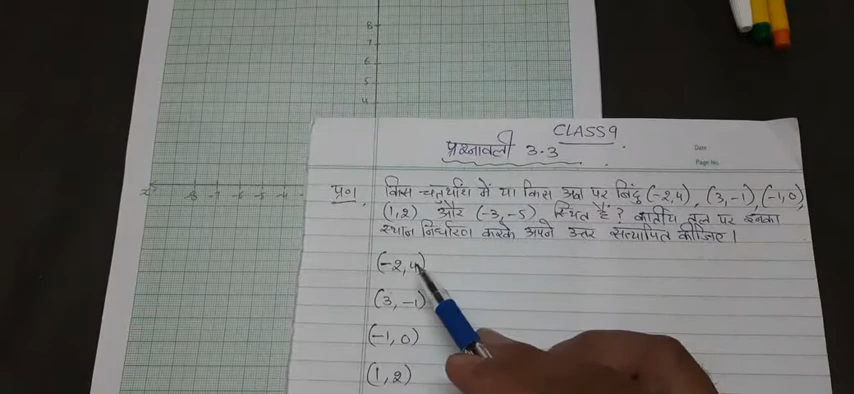 8
7
6
5
4
x'
-8 -7 -6 -5 -4
CLASS 9
प्रश्नावली 3.3
Date :
Page No.
प्र०1 किस चतुर्थांश में या किस अक्ष पर बिंदु (-2,4), (3,-1), (-1,0),
(1,2) और (-3,-5) स्थित हैं? कार्तीय तल पर इनका
स्थान निर्धारण करके अपने उत्तर सत्यापित कीजिए।
(-2,4)
(3,-1)
(-1,0)
(1,2)